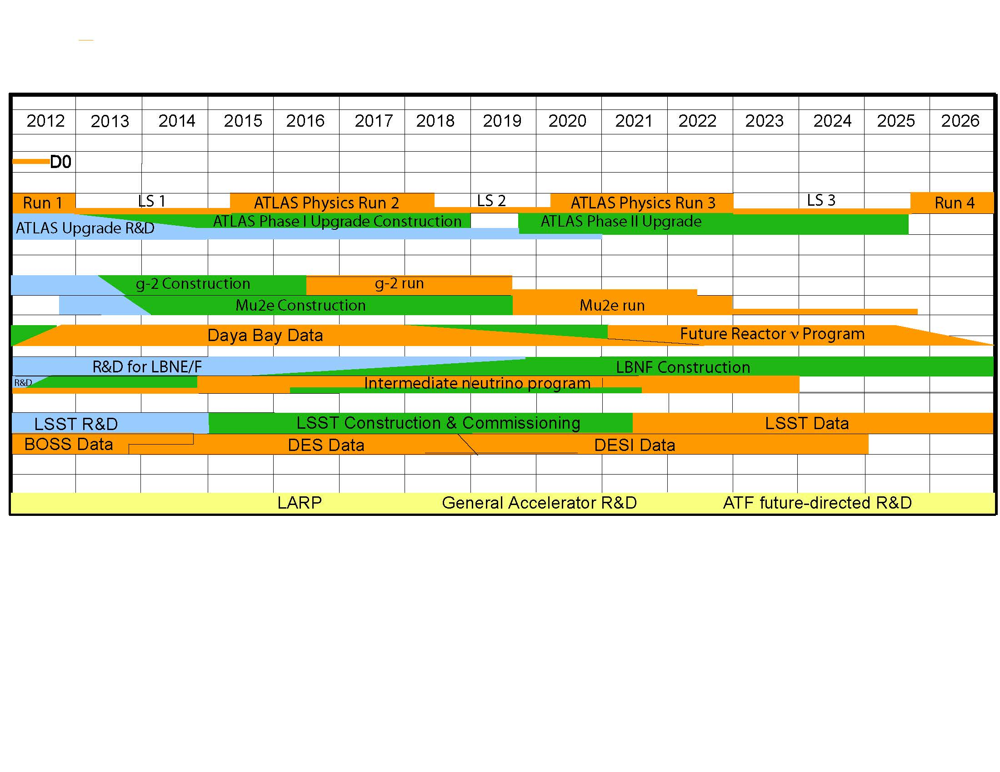 2012 2013 2014 2015 2016 2017 2018 2019 2020 2021 2022 2023 2024 2025 2026
D0
Run 1 LS 1 ATLAS Physics Run 2 LS 2 ATLAS Physics Run 3 LS 3 Run 4
ATLAS Upgrade R&D ATLAS Phase I Upgrade Construction ATLAS Phase II Upgrade
g-2 Construction g-2 run
Mu2e Construction Mu2e run
Daya Bay Data Future Reactor ν Program
R&D for LBNE/F LBNF Construction
R&D Intermediate neutrino program
LSST R&D LSST Construction & Commissioning LSST Data
BOSS Data DES Data DESI Data
LARP General Accelerator R&D ATF future-directed R&D